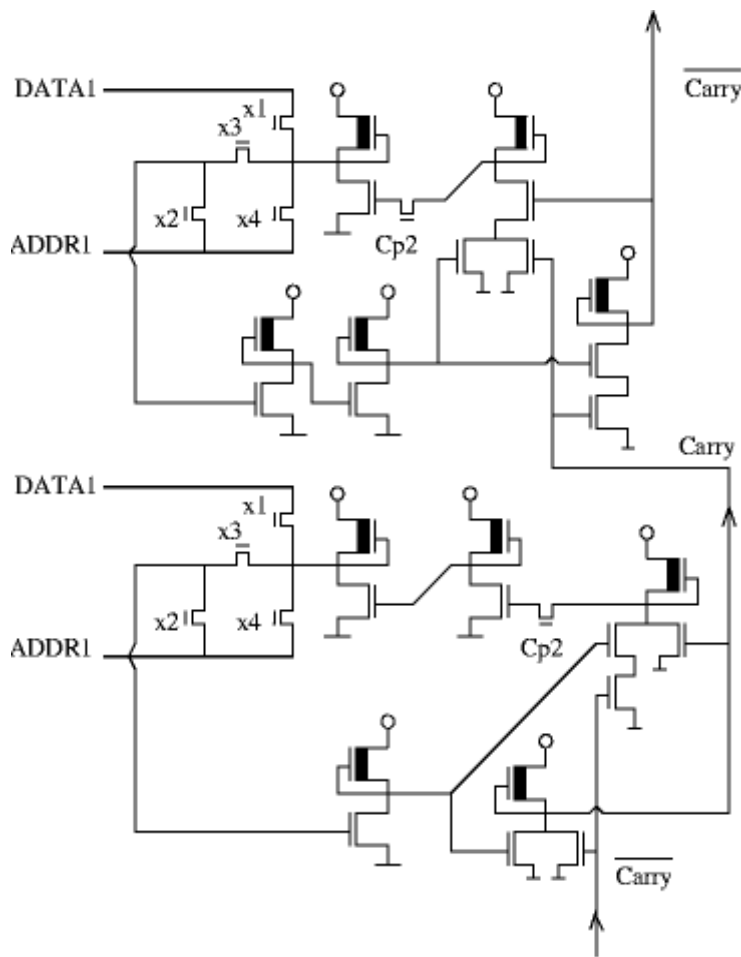 DATA1
x1
x3
x2
x4
ADDR1
Cp2
Carry
Carry
DATA1
x1
x3
x2
x4
ADDR1
Cp2
Carry